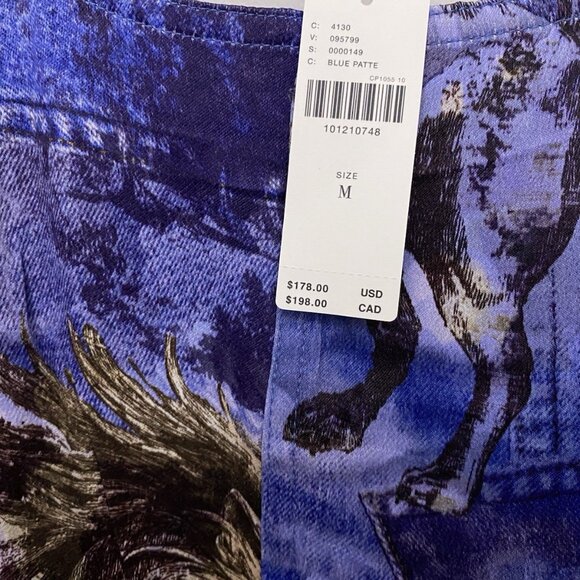 C: 4130
V: 095799
S: 0000149
C: BLUE PATTE
CP1055 10
101210748
SIZE
M
$178.00 USD
$198.00 CAD